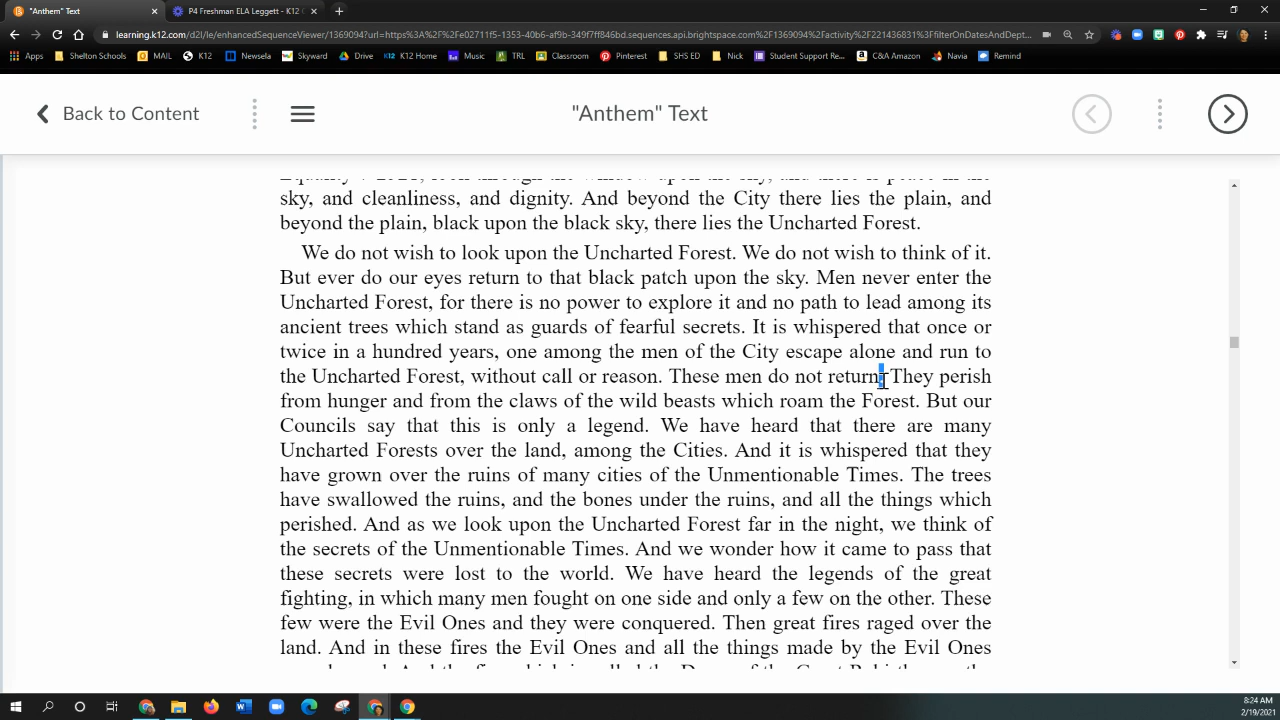 "Anthem" Text
P4 Freshman ELA Leggett - K12
learning.k12.com/d2l/le/enhancedSequenceViewer/1369094?url=https%3A%2F%2Fe02711f5-1353-40b6-af9b-349f7ff846bd.sequences.api.brightspace.com%2F1369094%2Factivity%2F221436831%3FfilterOnDatesAndDept...
Apps Shelton Schools MAIL K12 Newsela Skyward Drive K12 Home Music TRL Classroom Pinterest SHS ED Nick Student Support Re... C&A Amazon Navia Remind
Back to Content "Anthem" Text
sky, and cleanliness, and dignity. And beyond the City there lies the plain, and
beyond the plain, black upon the black sky, there lies the Uncharted Forest.
We do not wish to look upon the Uncharted Forest. We do not wish to think of it.
But ever do our eyes return to that black patch upon the sky. Men never enter the
Uncharted Forest, for there is no power to explore it and no path to lead among its
ancient trees which stand as guards of fearful secrets. It is whispered that once or
twice in a hundred years, one among the men of the City escape alone and run to
the Uncharted Forest, without call or reason. These men do not return. They perish
from hunger and from the claws of the wild beasts which roam the Forest. But our
Councils say that this is only a legend. We have heard that there are many
Uncharted Forests over the land, among the Cities. And it is whispered that they
have grown over the ruins of many cities of the Unmentionable Times. The trees
have swallowed the ruins, and the bones under the ruins, and all the things which
perished. And as we look upon the Uncharted Forest far in the night, we think of
the secrets of the Unmentionable Times. And we wonder how it came to pass that
these secrets were lost to the world. We have heard the legends of the great
fighting, in which many men fought on one side and only a few on the other. These
few were the Evil Ones and they were conquered. Then great fires raged over the
land. And in these fires the Evil Ones and all the things made by the Evil Ones
8:24 AM
2/19/2021